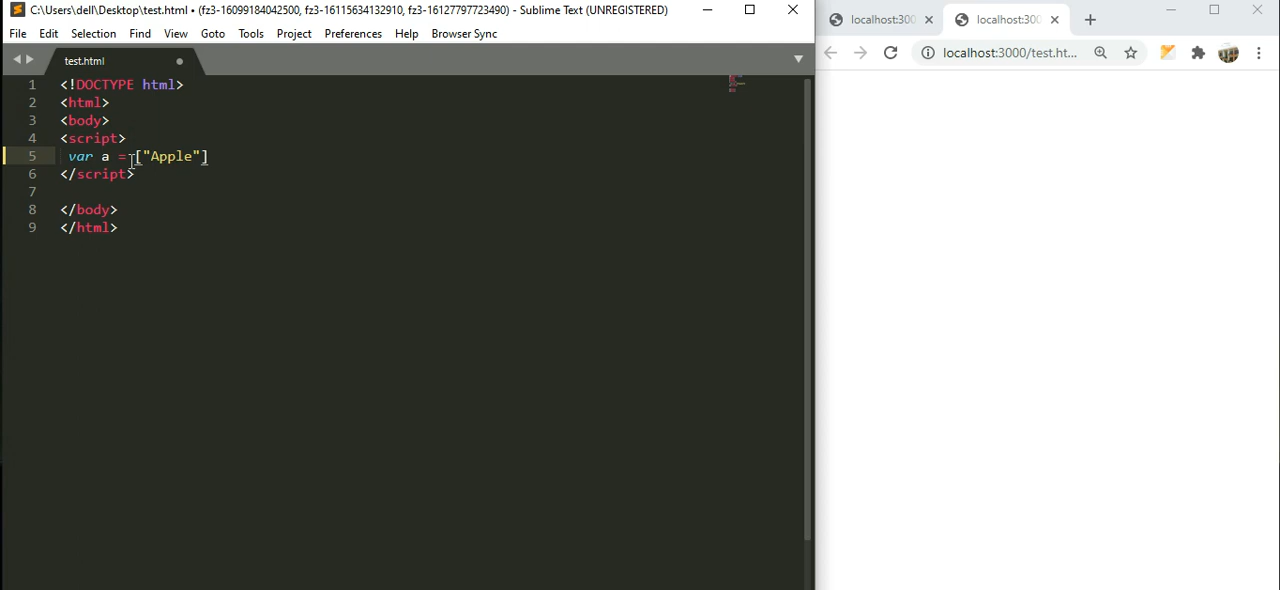 C:\Users\dell\Desktop\test.html • (fz3-16099184042500, fz3-16115634132910, fz3-16127797723490) - Sublime Text (UNREGISTERED)
File Edit Selection Find View Goto Tools Project Preferences Help Browser Sync
test.html
1 <!DOCTYPE html>
2 <html>
3 <body>
4 <script>
5 var a = ["Apple"]
6 </script>
7
8 </body>
9 </html>
localhost:300 localhost:300
localhost:3000/test.ht...